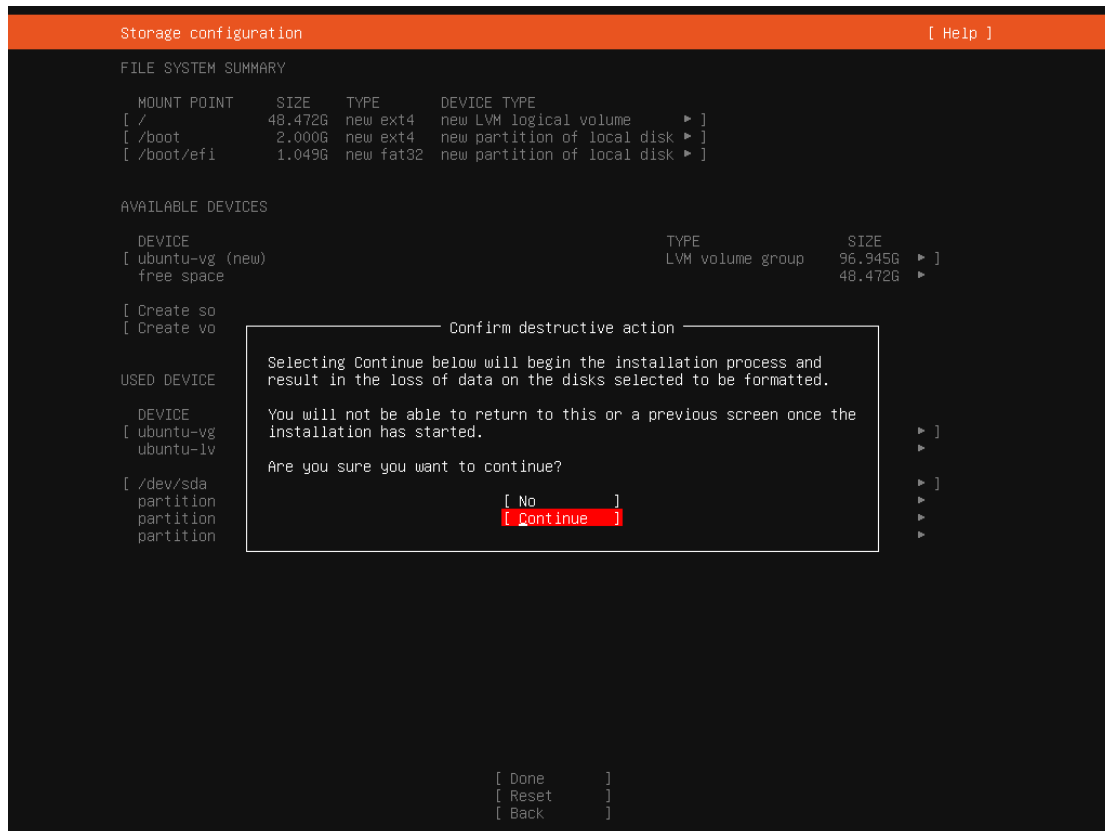 Storage configuration [ Help ]
FILE SYSTEM SUMMARY
MOUNT POINT SIZE TYPE DEVICE TYPE
[ / 48.472G new ext4 new LVM logical volume ▸ ]
[ /boot 2.000G new ext4 new partition of local disk ▸ ]
[ /boot/efi 1.049G new fat32 new partition of local disk ▸ ]
AVAILABLE DEVICES
DEVICE TYPE SIZE
[ ubuntu-vg (new) LVM volume group 96.945G ▸ ]
free space 48.472G ▸
[ Create so
[ Create vo
Confirm destructive action
Selecting Continue below will begin the installation process and
result in the loss of data on the disks selected to be formatted.
You will not be able to return to this or a previous screen once the
installation has started.
Are you sure you want to continue?
[ No ]
[ Continue ]
USED DEVICE
DEVICE
[ ubuntu-vg ▸ ]
ubuntu-lv ▸
[ /dev/sda ▸ ]
partition ▸
partition ▸
partition ▸
[ Done ]
[ Reset ]
[ Back ]